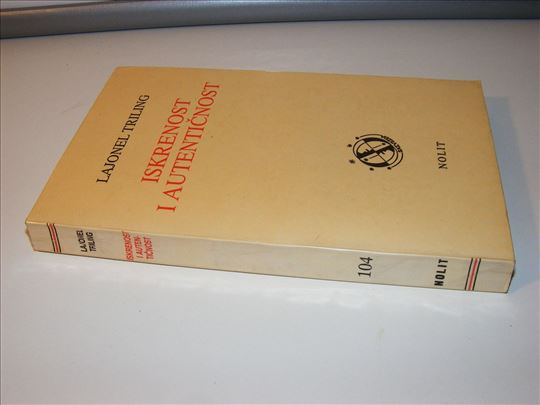 LAJONEL TRILING
ISKRENOST
I AUTENTIČNOST
NOLIT
LAJONEL
TRILING
ISKRENOST
I AUTEN-
TIČNOST
104
NOLIT